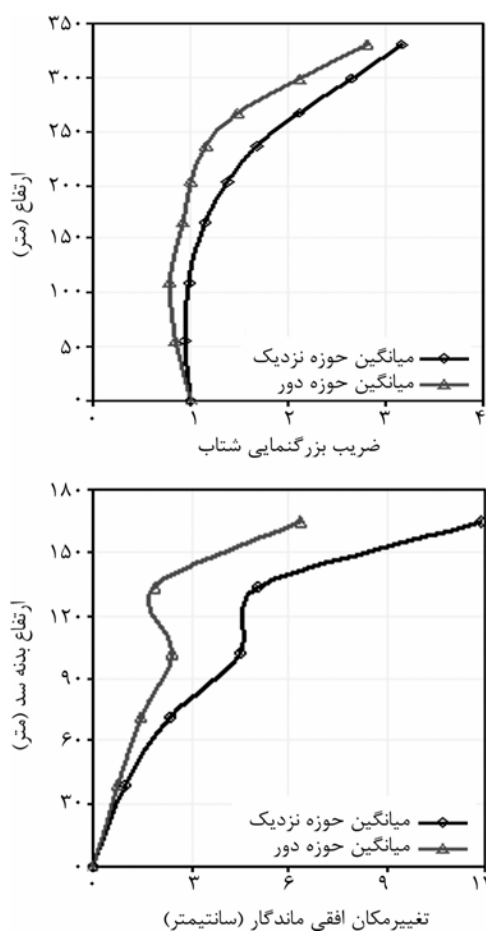 ۳۵۰
۳۰۰
۲۵۰
۲۰۰
۱۵۰
۱۰۰
۵۰
۰
ارتفاع (متر)
میانگین حوزه نزدیک
میانگین حوزه دور
۰ ۱ ۲ ۳ ۴
ضریب بزرگنمایی شتاب
۱۸۰
۱۵۰
۱۲۰
۹۰
۶۰
۳۰
۰
ارتفاع بدنه سد (متر)
میانگین حوزه نزدیک
میانگین حوزه دور
۰ ۳ ۶ ۹
تغییرمکان افقی ماندگار (سانتیمتر)